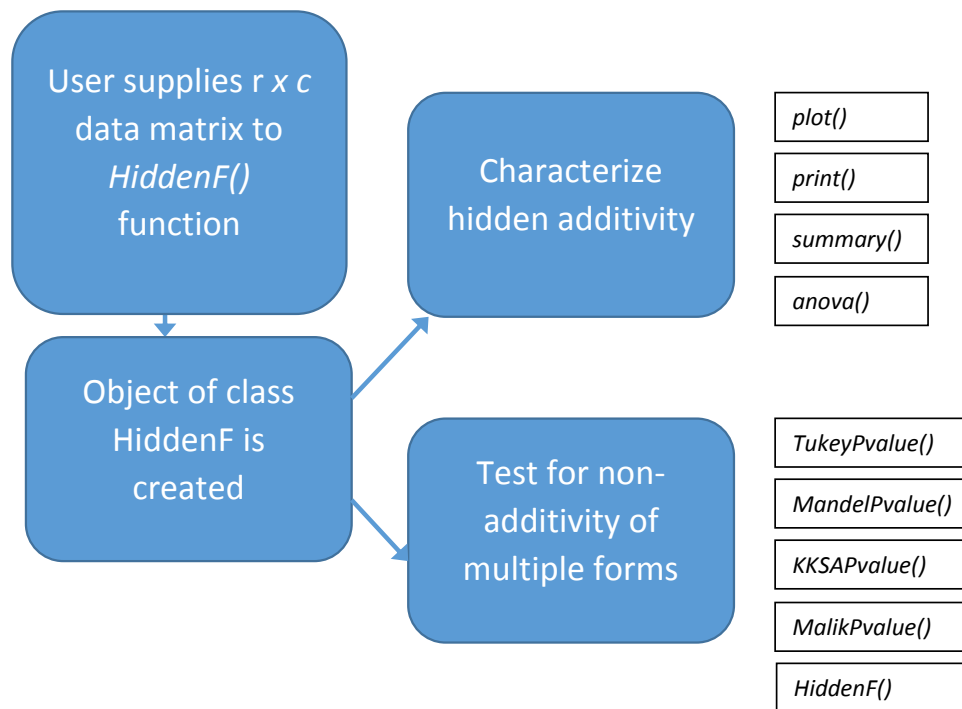 User supplies r x c
data matrix to
HiddenF()
function
Object of class
HiddenF is
created
Characterize
hidden additivity
plot()
print()
summary()
anova()
Test for non-
additivity of
multiple forms
TukeyPvalue()
MandelPvalue()
KKSAPvalue()
MalikPvalue()
HiddenF()